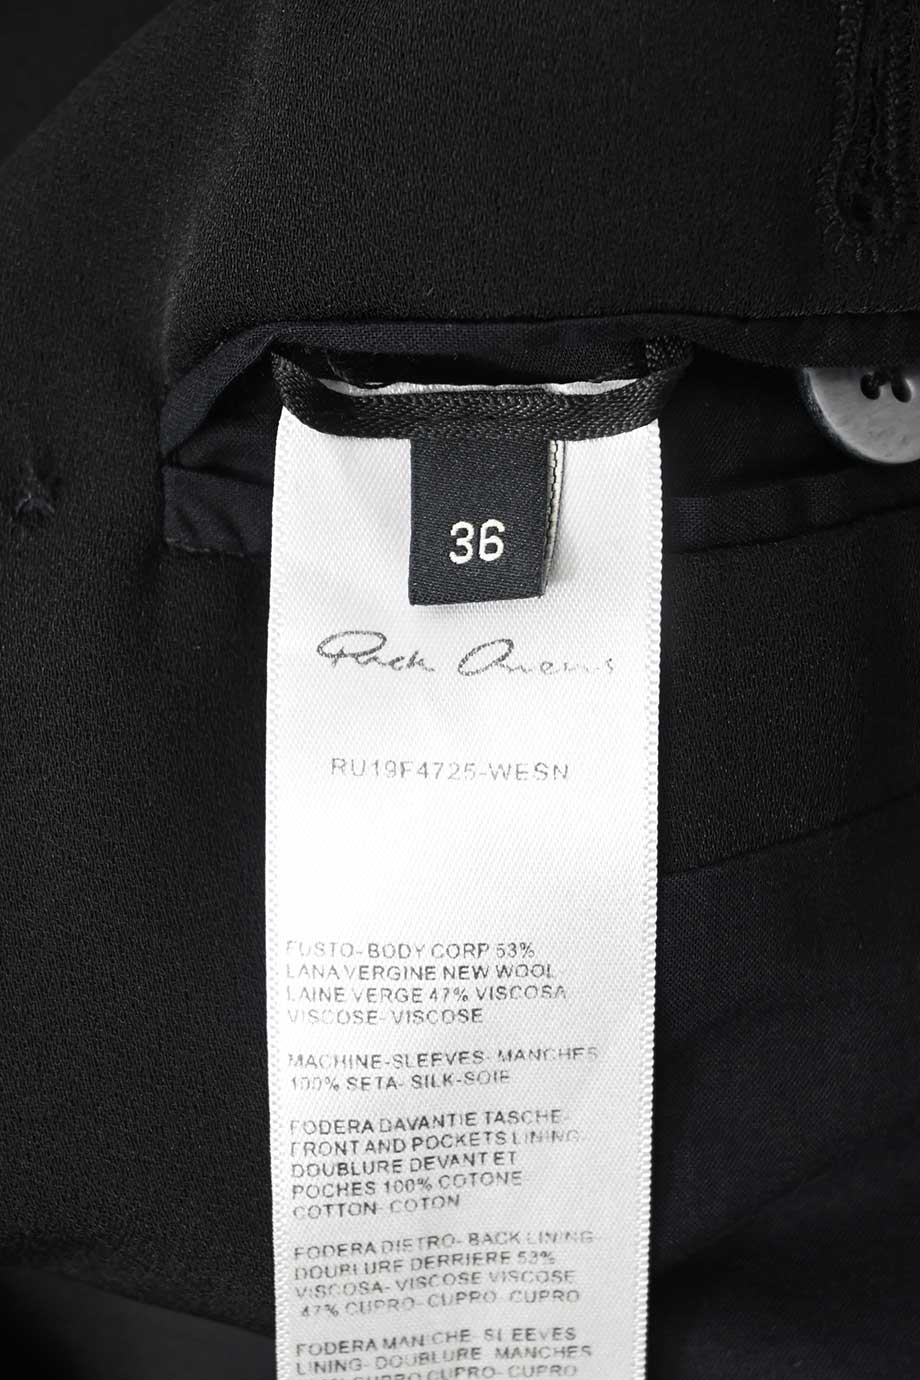 36
Rick Owens
RU19F4725-WESN
FUSTO-BODY CORP 53%
LANA VERGINE NEW WOOL
LAINE VERGE 47% VISCOSA
VISCOSE-VISCOSE
MACHINE-SLEEVES-MANCHES
100% SETA-SILK-SOIE
FODERA DAVANTIE TASCHE-
FRONT AND POCKETS LINING-
DOUBLURE DEVANT ET
POCHES 100% COTONE
COTTON-COTON
FODERA DIETRO-BACK LINING-
DOUBLURE DERRIERE 53%
VISCOSA-VISCOSE VISCOSE
47% CUPRO-CUPRO-CUPRO
FODERA MANICHE-SLEEVES
LINING-DOUBLURE MANCHES
CUPRO-CUPRO